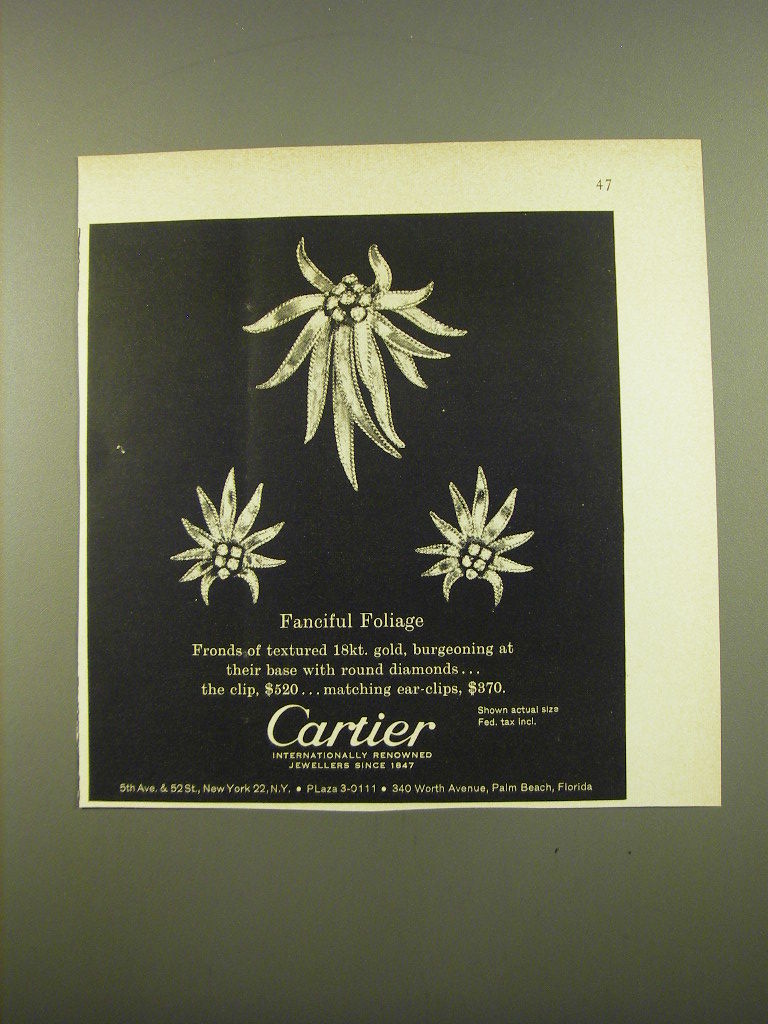 47
Fanciful Foliage
Fronds of textured 18kt. gold, burgeoning at
their base with round diamonds...
the clip, $520...matching ear-clips, $370.
Shown actual size
Fed. tax incl.
Cartier
INTERNATIONALLY RENOWNED
JEWELLERS SINCE 1847
5th Ave. & 52 St., New York 22, N.Y. • PLaza 3-0111 • 340 Worth Avenue, Palm Beach, Florida